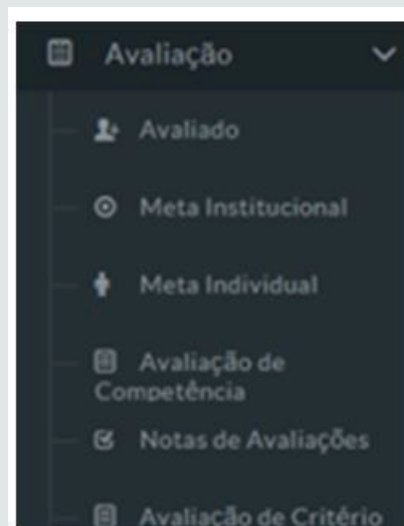 Avaliação
Avaliado
Meta Institucional
Meta Individual
Avaliação de
Competência
Notas de Avaliações
Avaliação de Critério